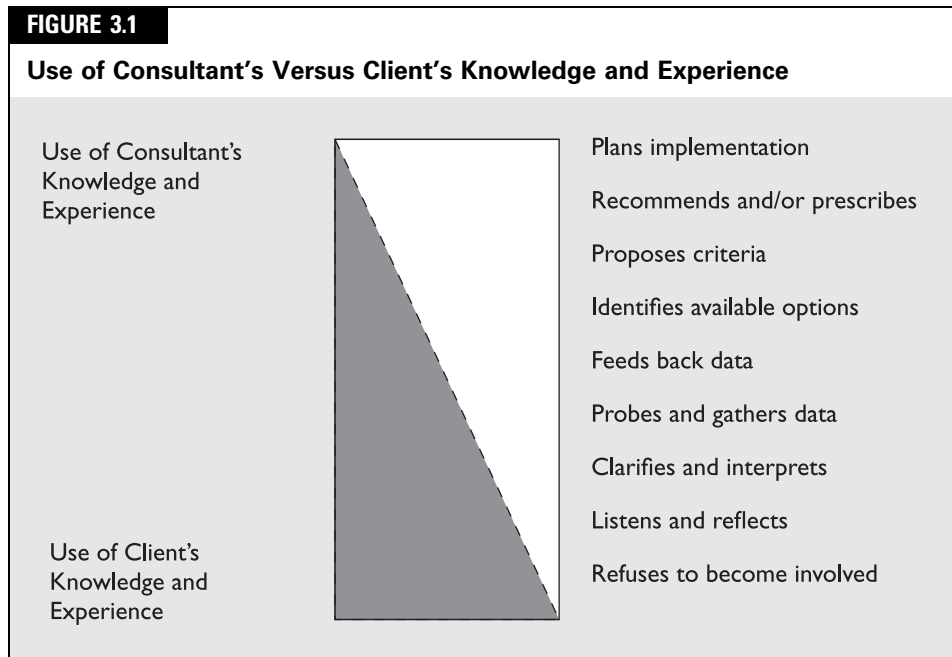 FIGURE 3.1
Use of Consultant's Versus Client's Knowledge and Experience
Use of Consultant's
Knowledge and
Experience
Plans implementation
Recommends and/or prescribes
Proposes criteria
Identifies available options
Feeds back data
Probes and gathers data
Clarifies and interprets
Listens and reflects
Refuses to become involved
Use of Client's
Knowledge and
Experience